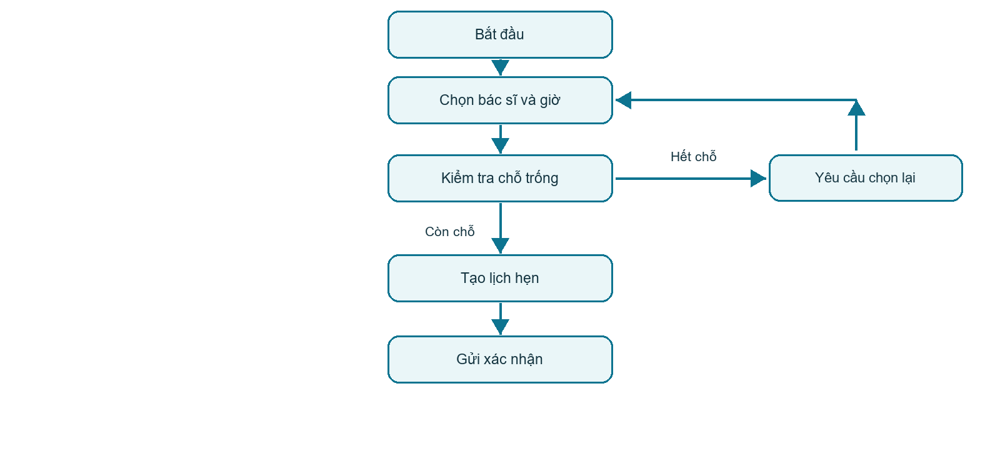 Bắt đầu
Chọn bác sĩ và giờ
Hết chỗ
Kiểm tra chỗ trống
Yêu cầu chọn lại
Còn chỗ
Tạo lịch hẹn
Gửi xác nhận